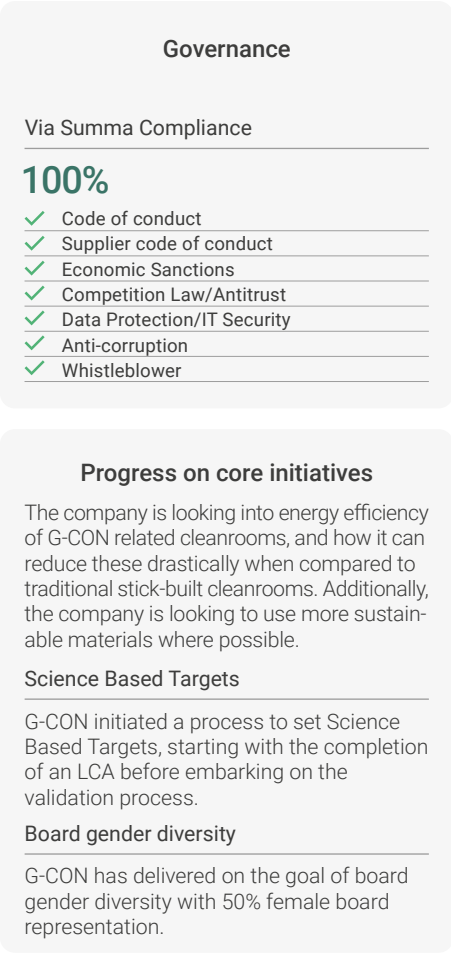 Governance
Via Summa Compliance
100%
Code of conduct
Supplier code of conduct
Economic Sanctions
Competition Law/Antitrust
Data Protection/IT Security
Anti-corruption
Whistleblower
Progress on core initiatives
The company is looking into energy efficiency
of G-CON related cleanrooms, and how it can
reduce these drastically when compared to
traditional stick-built cleanrooms. Additionally,
the company is looking to use more sustain-
able materials where possible.
Science Based Targets
G-CON initiated a process to set Science
Based Targets, starting with the completion
of an LCA before embarking on the
validation process.
Board gender diversity
G-CON has delivered on the goal of board
gender diversity with 50% female board
representation.